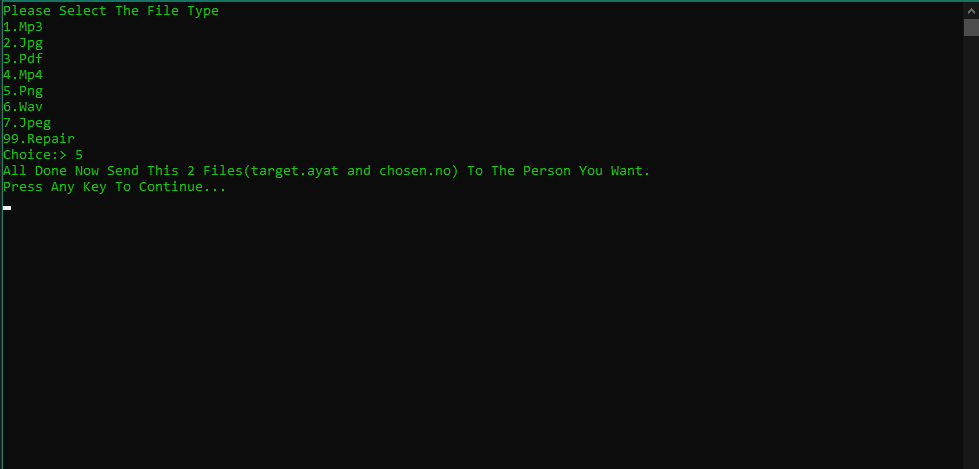 Please Select The File Type
1.Mp3
2.Jpg
3.Pdf
4.Mp4
5.Png
6.Wav
7.Jpeg
99.Repair
Choice:> 5
All Done Now Send This 2 Files(target.ayat and chosen.no) To The Person You Want.
Press Any Key To Continue...